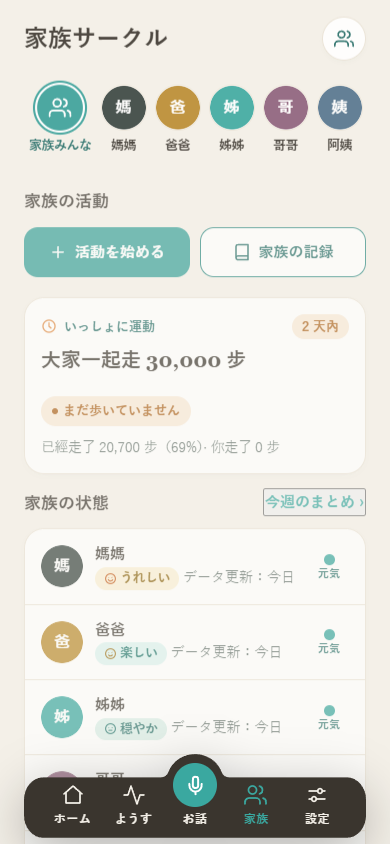 家族サークル
媽 爸 姊 哥 姨
家族みんな 媽媽 爸爸 姊姊 哥哥 阿姨
家族の活動
＋ 活動を始める 家族の記録
いっしょに運動 2 天內
大家一起走 30,000 步
まだ歩いていません
已經走了 20,700 步（69%）· 你走了 0 步
家族の状態 今週のまとめ ›
媽 媽媽
うれしい データ更新：今日 元気
爸 爸爸
楽しい データ更新：今日 元気
姊 姊姊
穏やか データ更新：今日 元気
哥哥
ホーム ようす お話 家族 設定